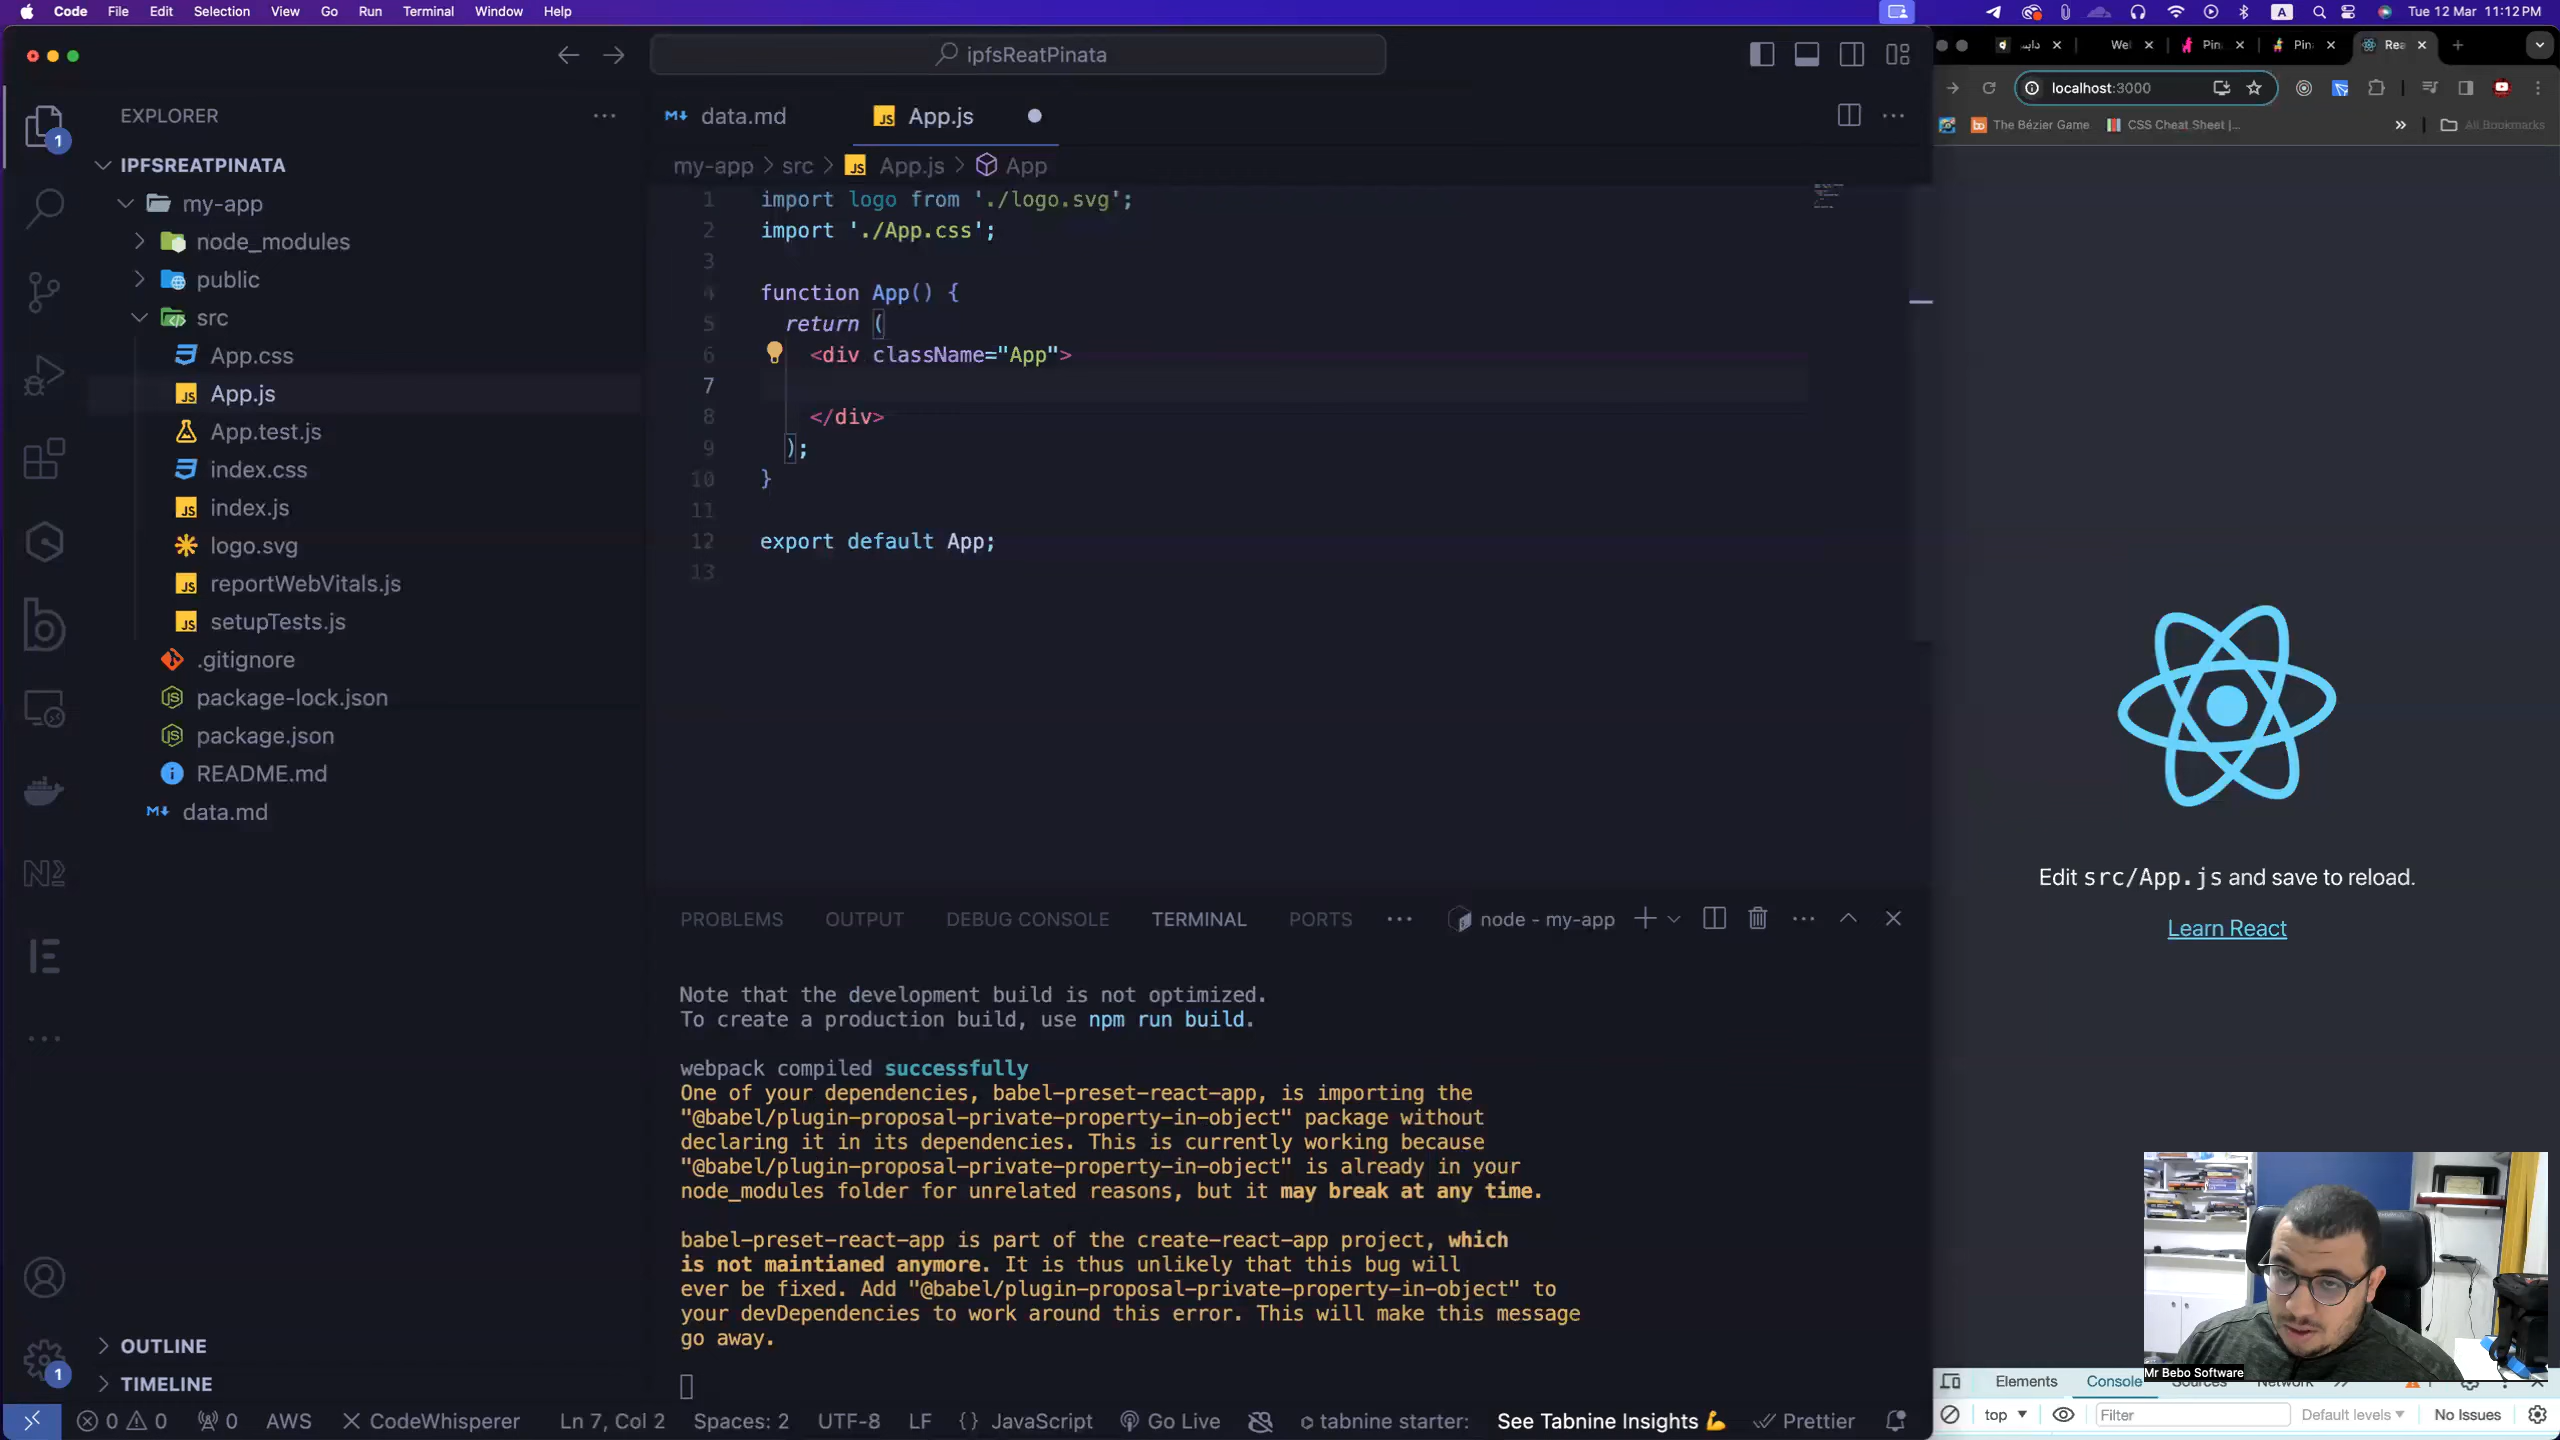 Code File Edit Selection View Go Run Terminal Window Help
A Tue 12 Mar 11:12 PM
ipfsReatPinata
EXPLORER
IPFSREATPINATA
my-app
node_modules
public
src
App.css
App.js
App.test.js
index.css
index.js
logo.svg
reportWebVitals.js
setupTests.js
.gitignore
package-lock.json
package.json
README.md
data.md
OUTLINE
TIMELINE
1
1
data.md
JS App.js
my-app > src > JS App.js > App
1 import logo from './logo.svg';
2 import './App.css';
3
4 function App() {
5 return (
6 <div className="App">
7
8 </div>
9 );
10 }
11
12 export default App;
13
PROBLEMS OUTPUT DEBUG CONSOLE TERMINAL PORTS node - my-app
Note that the development build is not optimized.
To create a production build, use npm run build.
webpack compiled successfully
One of your dependencies, babel-preset-react-app, is importing the
"@babel/plugin-proposal-private-property-in-object" package without
declaring it in its dependencies. This is currently working because
"@babel/plugin-proposal-private-property-in-object" is already in your
node_modules folder for unrelated reasons, but it may break at any time.
babel-preset-react-app is part of the create-react-app project, which
is not maintianed anymore. It is thus unlikely that this bug will
ever be fixed. Add "@babel/plugin-proposal-private-property-in-object" to
your devDependencies to work around this error. This will make this message
go away.
0 0 0 AWS CodeWhisperer Ln 7, Col 2 Spaces: 2 UTF-8 LF {} JavaScript Go Live tabnine starter: See Tabnine Insights 💪 Prettier
Wel Pin Pin Rea
localhost:3000
The Bézier Game CSS Cheat Sheet |... » All Bookmarks
Edit src/App.js and save to reload.
Learn React
Mr Bebo Software
Elements Console Sources Network
top Filter Default levels No Issues